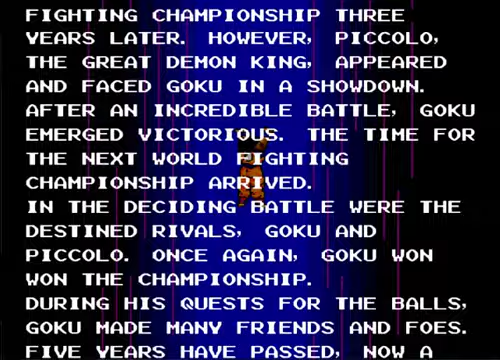 FIGHTING CHAMPIONSHIP THREE
YEARS LATER. HOWEVER, PICCOLO,
THE GREAT DEMON KING, APPEARED
AND FACED GOKU IN A SHOWDOWN.
AFTER AN INCREDIBLE BATTLE, GOKU
EMERGED VICTORIOUS. THE TIME FOR
THE NEXT WORLD FIGHTING
CHAMPIONSHIP ARRIVED.
IN THE DECIDING BATTLE WERE THE
DESTINED RIVALS, GOKU AND
PICCOLO. ONCE AGAIN, GOKU WON
WON THE CHAMPIONSHIP.
DURING HIS QUESTS FOR THE BALLS,
GOKU MADE MANY FRIENDS AND FOES.
FIVE YEARS HAVE PASSED, NOW A